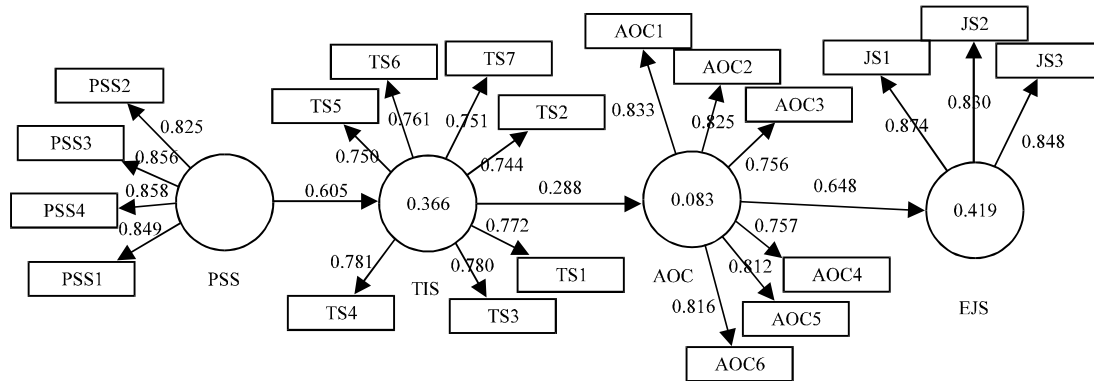 PSS2
0.825
PSS3
0.856
0.858
PSS4
0.849
PSS1
PSS
0.605
TS6
TS7
TS5
0.761
0.751
TS2
0.750
0.744
0.366
0.772
0.781
0.780
TS1
TIS
TS4
TS3
0.288
AOC1
AOC2
0.833
0.825
AOC3
0.756
0.083
0.757
0.812
AOC4
AOC
0.816
AOC5
AOC6
0.648
JS2
JS1
JS3
0.830
0.874
0.848
0.419
EJS